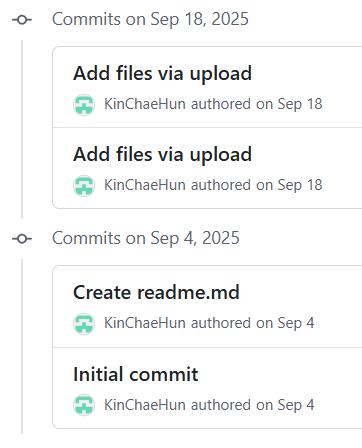 Commits on Sep 18, 2025
Add files via upload
KinChaeHun authored on Sep 18
Add files via upload
KinChaeHun authored on Sep 18
Commits on Sep 4, 2025
Create readme.md
KinChaeHun authored on Sep 4
Initial commit
KinChaeHun authored on Sep 4